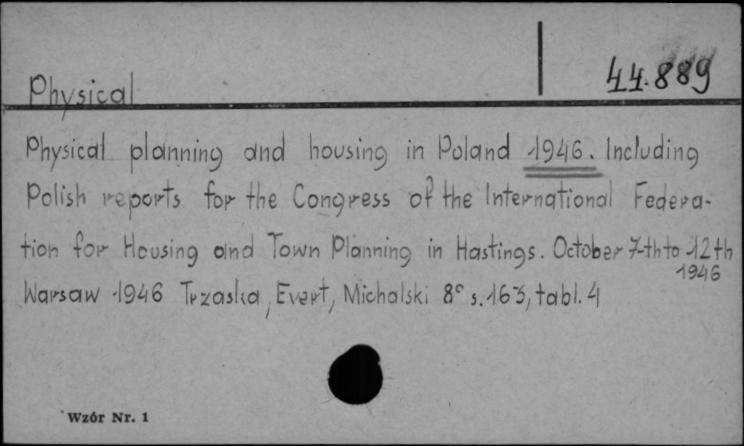 44.889
Physical
Physical planning and housing in Poland 1946. Including
Polish reports for the Congress of the International Federa-
tion for Housing and Town Planning in Hastings. October 7-th to 12th
1946
Warsaw 1946 Trzaska, Evert, Michalski 8° s. 163, tabl. 4
Wzór Nr. 1